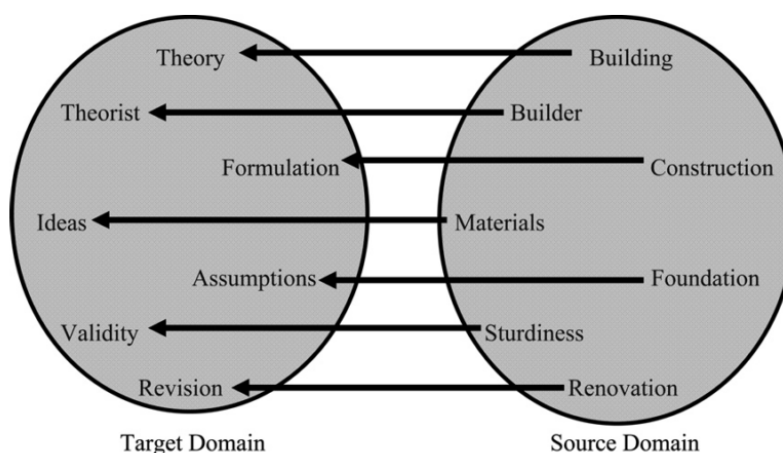 Theory Building
Theorist Builder
Formulation Construction
Ideas Materials
Assumptions Foundation
Validity Sturdiness
Revision Renovation
Target Domain Source Domain